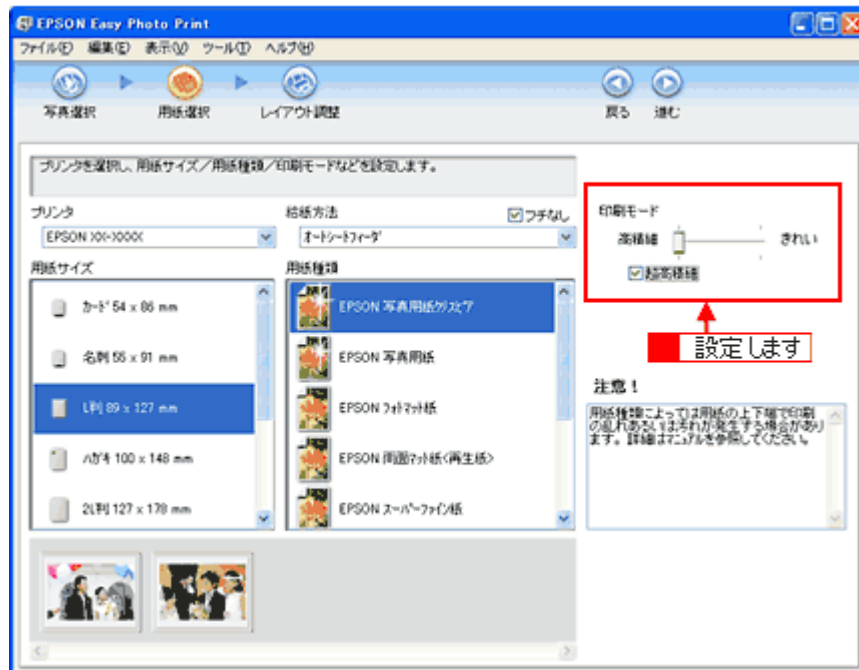 EPSON Easy Photo Print
ファイル(F) 編集(E) 表示(V) ツール(T) ヘルプ(H)
写真選択 用紙選択 レイアウト調整 戻る 進む
プリンタを選択し、用紙サイズ/用紙種類/印刷モードなどを設定します。
プリンタ
EPSON XX-XXXX
用紙サイズ
カード 54 x 86 mm
名刺 55 x 91 mm
L判 89 x 127 mm
ハガキ 100 x 148 mm
2L判 127 x 178 mm
給紙方法 フチなし
オートシートフィーダ
用紙種類
EPSON 写真用紙クリスピア
EPSON 写真用紙
EPSON フォトマット紙
EPSON 両面マット紙<再生紙>
EPSON スーパーファイン紙
印刷モード
高精細 きれい
超高精細
設定します
注意!
用紙種類によっては用紙の上下端で印刷
の乱れあるいは汚れが発生する場合があり
ます。詳細はマニュアルを参照してください。